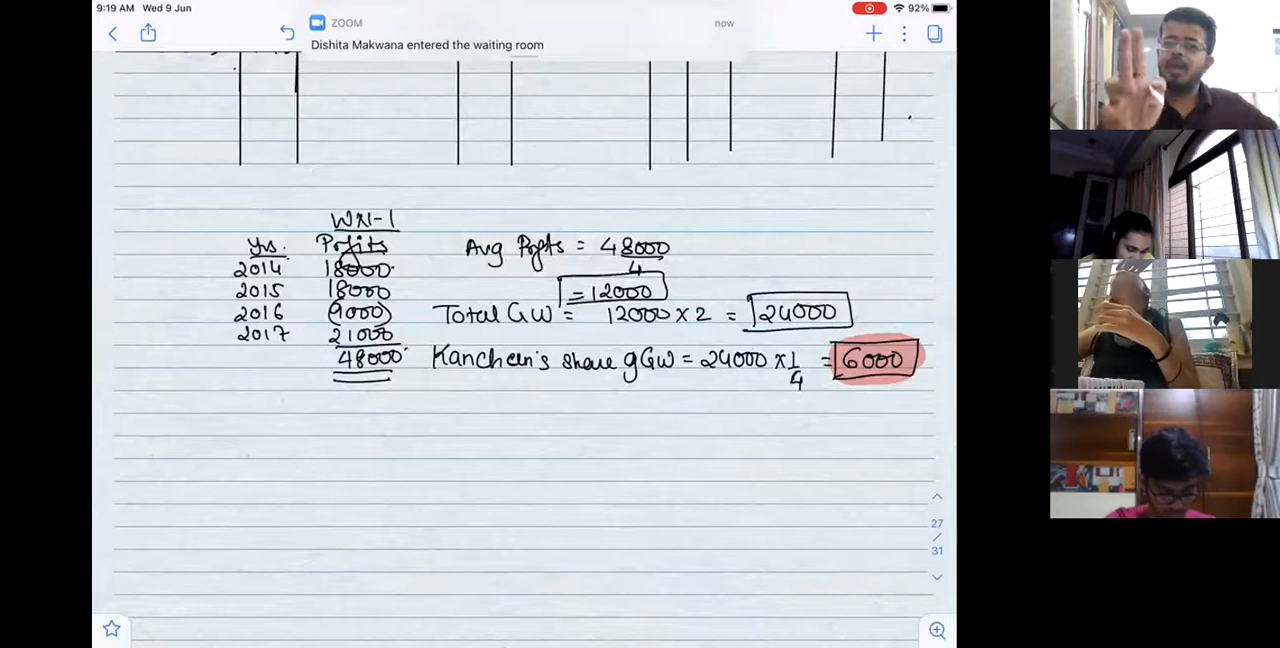 9:19 AM Wed 9 Jun
92%
ZOOM
now
Dishita Makwana entered the waiting room
WN-1
Yrs. Profits
2014 18000
2015 18000
2016 (9000)
2017 21000
48000
Avg Profits = 48000
4
= 12000
Total GW = 12000 × 2 = 24000
Kanchan's share of GW = 24000 × 1 = 6000
4
27
/
31